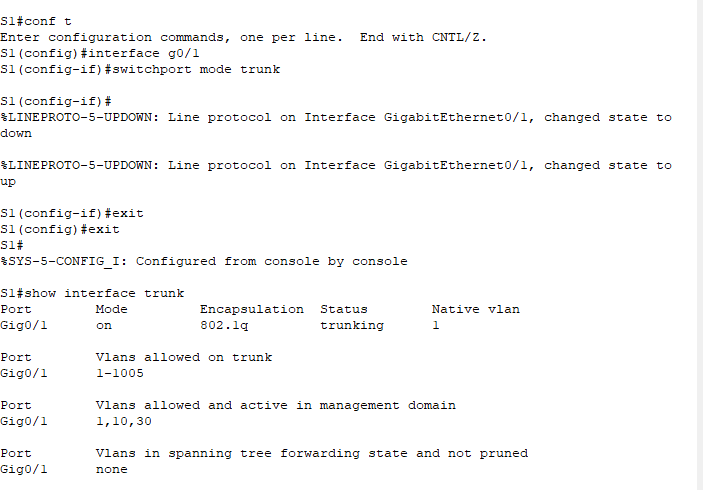 S1#conf t
Enter configuration commands, one per line.  End with CNTL/Z.
S1(config)#interface g0/1
S1(config-if)#switchport mode trunk
S1(config-if)#
%LINEPROTO-5-UPDOWN: Line protocol on Interface GigabitEthernet0/1, changed state to
down
%LINEPROTO-5-UPDOWN: Line protocol on Interface GigabitEthernet0/1, changed state to
up
S1(config-if)#exit
S1(config)#exit
S1#
%SYS-5-CONFIG_I: Configured from console by console
S1#show interface trunk
Port        Mode         Encapsulation  Status        Native vlan
Gig0/1      on           802.1q         trunking      1
Port        Vlans allowed on trunk
Gig0/1      1-1005
Port        Vlans allowed and active in management domain
Gig0/1      1,10,30
Port        Vlans in spanning tree forwarding state and not pruned
Gig0/1      none